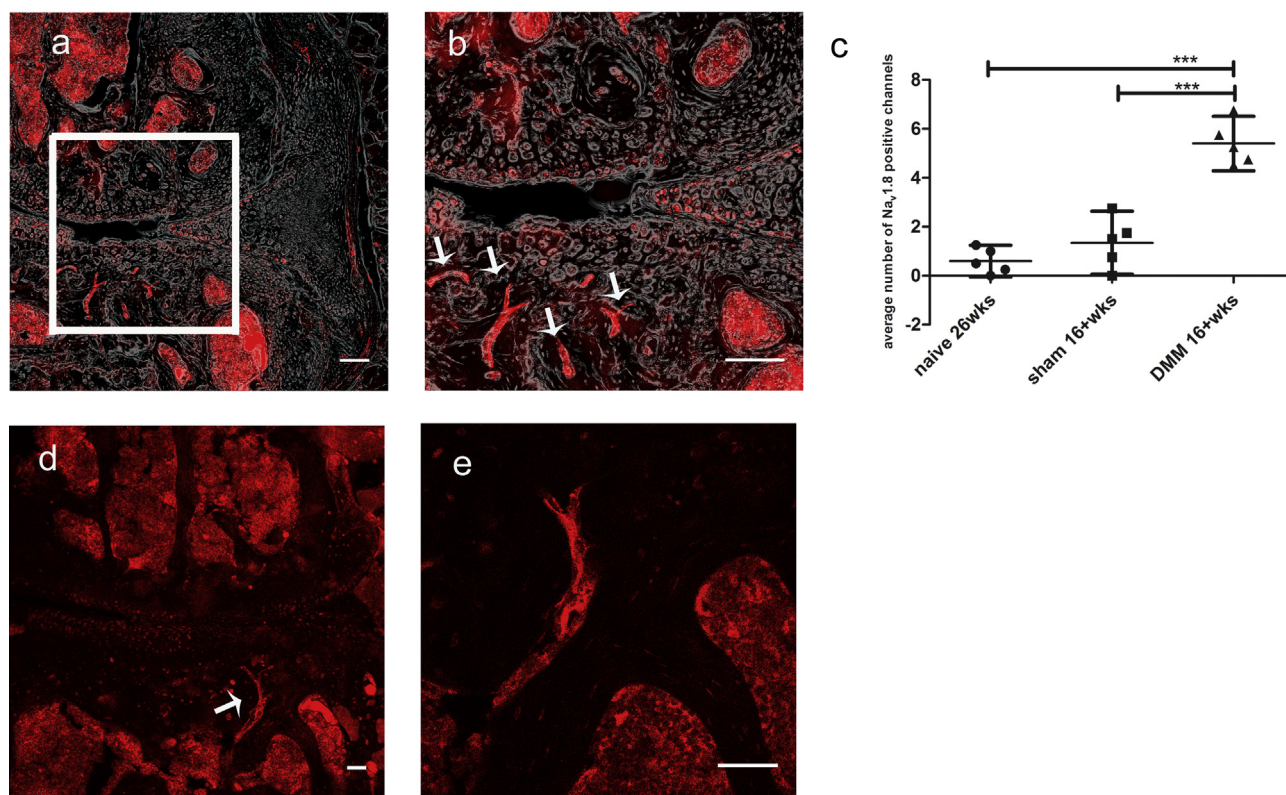 a
b
c
average number of Nav1.8 positive channels
8
6
4
2
0
-2
***
***
naive 26wks
sham 16+wks
DMM 16+wks
d
e